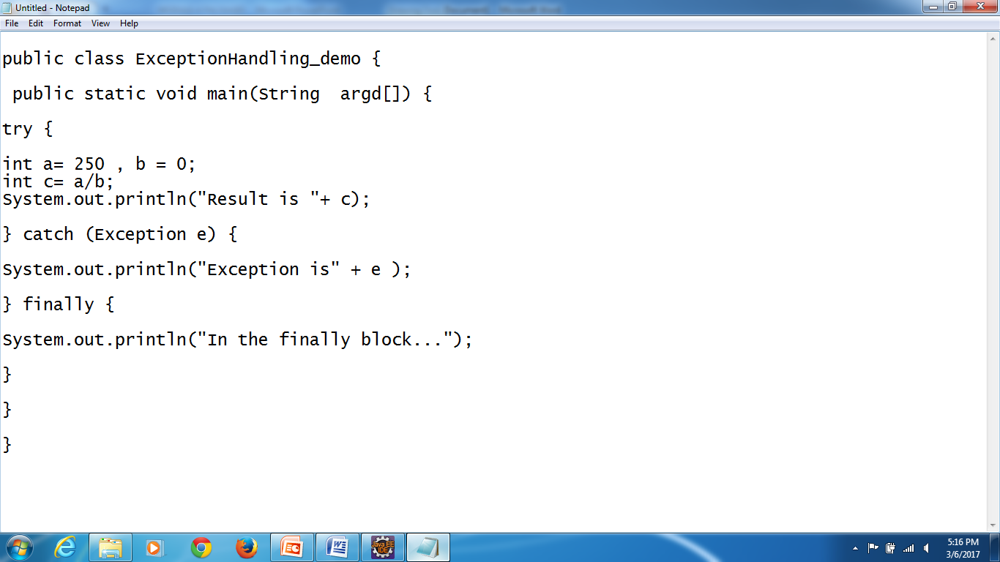 Untitled - Notepad
File Edit Format View Help
public class ExceptionHandling_demo {
public static void main(String  argd[]) {
try {
int a= 250 , b = 0;
int c= a/b;
System.out.println("Result is "+ c);
} catch (Exception e) {
System.out.println("Exception is" + e );
} finally {
System.out.println("In the finally block...");
}
}
}
Java EE
IDE
5:16 PM
3/6/2017